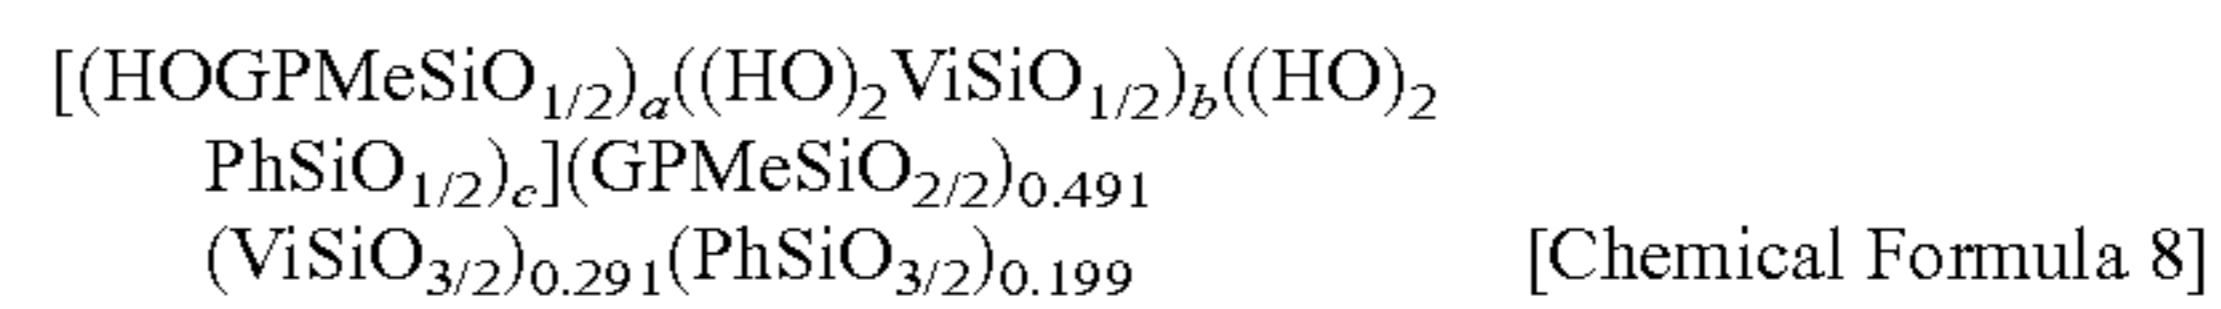 [(HOGPMeSiO1/2)a((HO)2ViSiO1/2)b((HO)2
PhSiO1/2)c](GPMeSiO2/2)0.491
(ViSiO3/2)0.291(PhSiO3/2)0.199 [Chemical Formula 8]